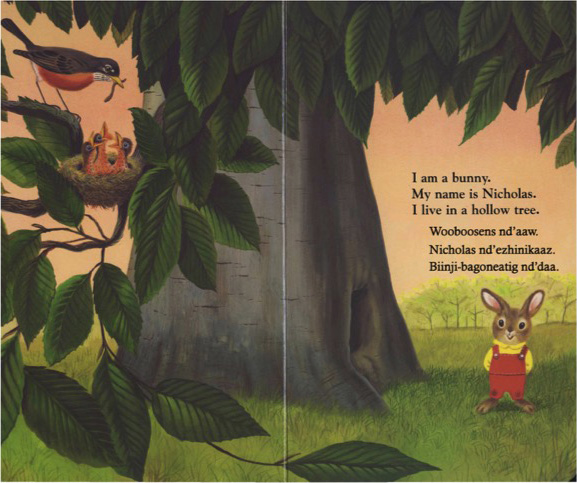 I am a bunny.
My name is Nicholas.
I live in a hollow tree.
Wooboosens nd'aaw.
Nicholas nd'ezhinikaaz.
Biinji-bagoneatig nd'daa.